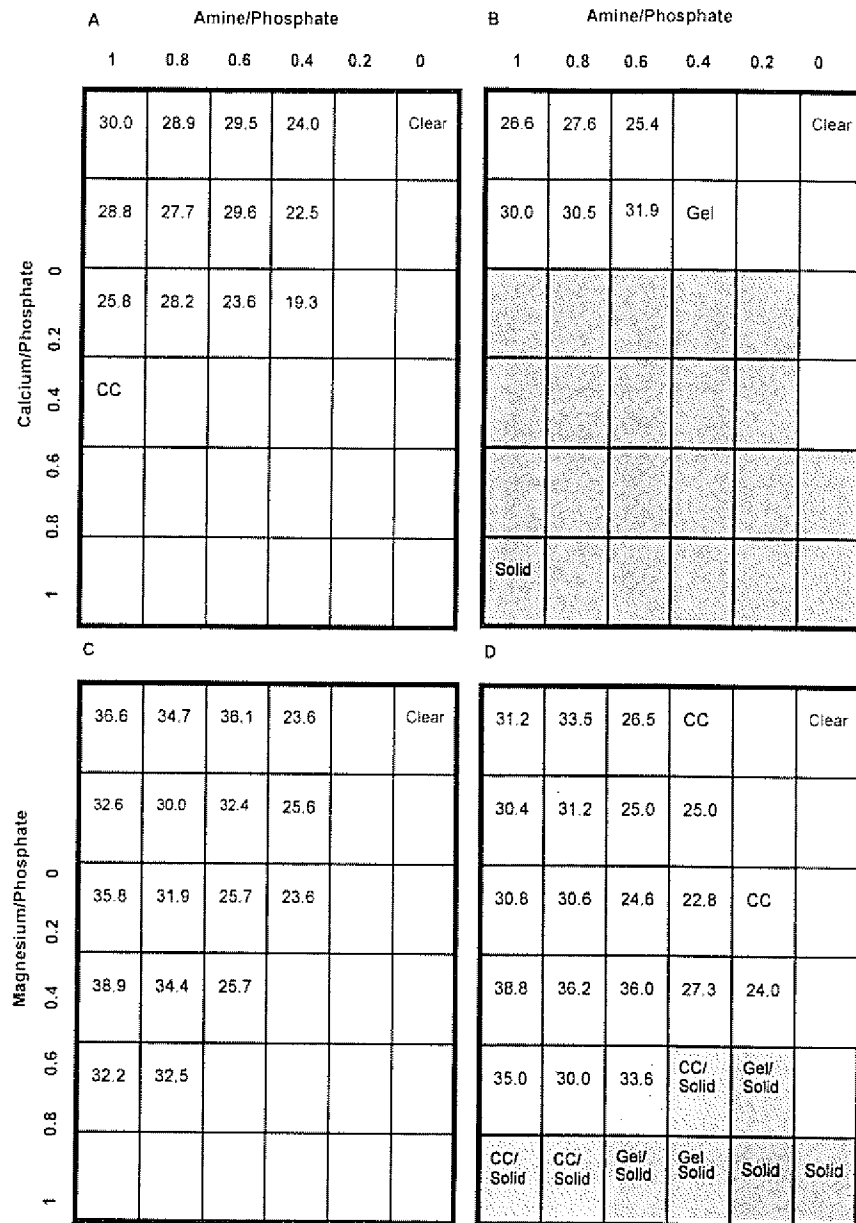 A Amine/Phosphate
1 0.8 0.6 0.4 0.2 0
30.0 28.9 29.5 24.0 Clear
28.8 27.7 29.6 22.5
25.8 28.2 23.6 19.3
CC
Calcium/Phosphate
0 0.2 0.4 0.6 0.8 1
B Amine/Phosphate
1 0.8 0.6 0.4 0.2 0
26.6 27.6 25.4 Clear
30.0 30.5 31.9 Gel
Solid
C
36.6 34.7 36.1 23.6 Clear
32.6 30.0 32.4 25.6
35.8 31.9 25.7 23.6
38.9 34.4 25.7
32.2 32.5
Magnesium/Phosphate
0 0.2 0.4 0.6 0.8 1
D
31.2 33.5 26.5 CC Clear
30.4 31.2 25.0 25.0
30.8 30.6 24.6 22.8 CC
38.8 36.2 36.0 27.3 24.0
35.0 30.0 33.6 CC/ Gel/
Solid Solid
CC/ CC/ Gel/ Gel Solid Solid
Solid Solid Solid Solid